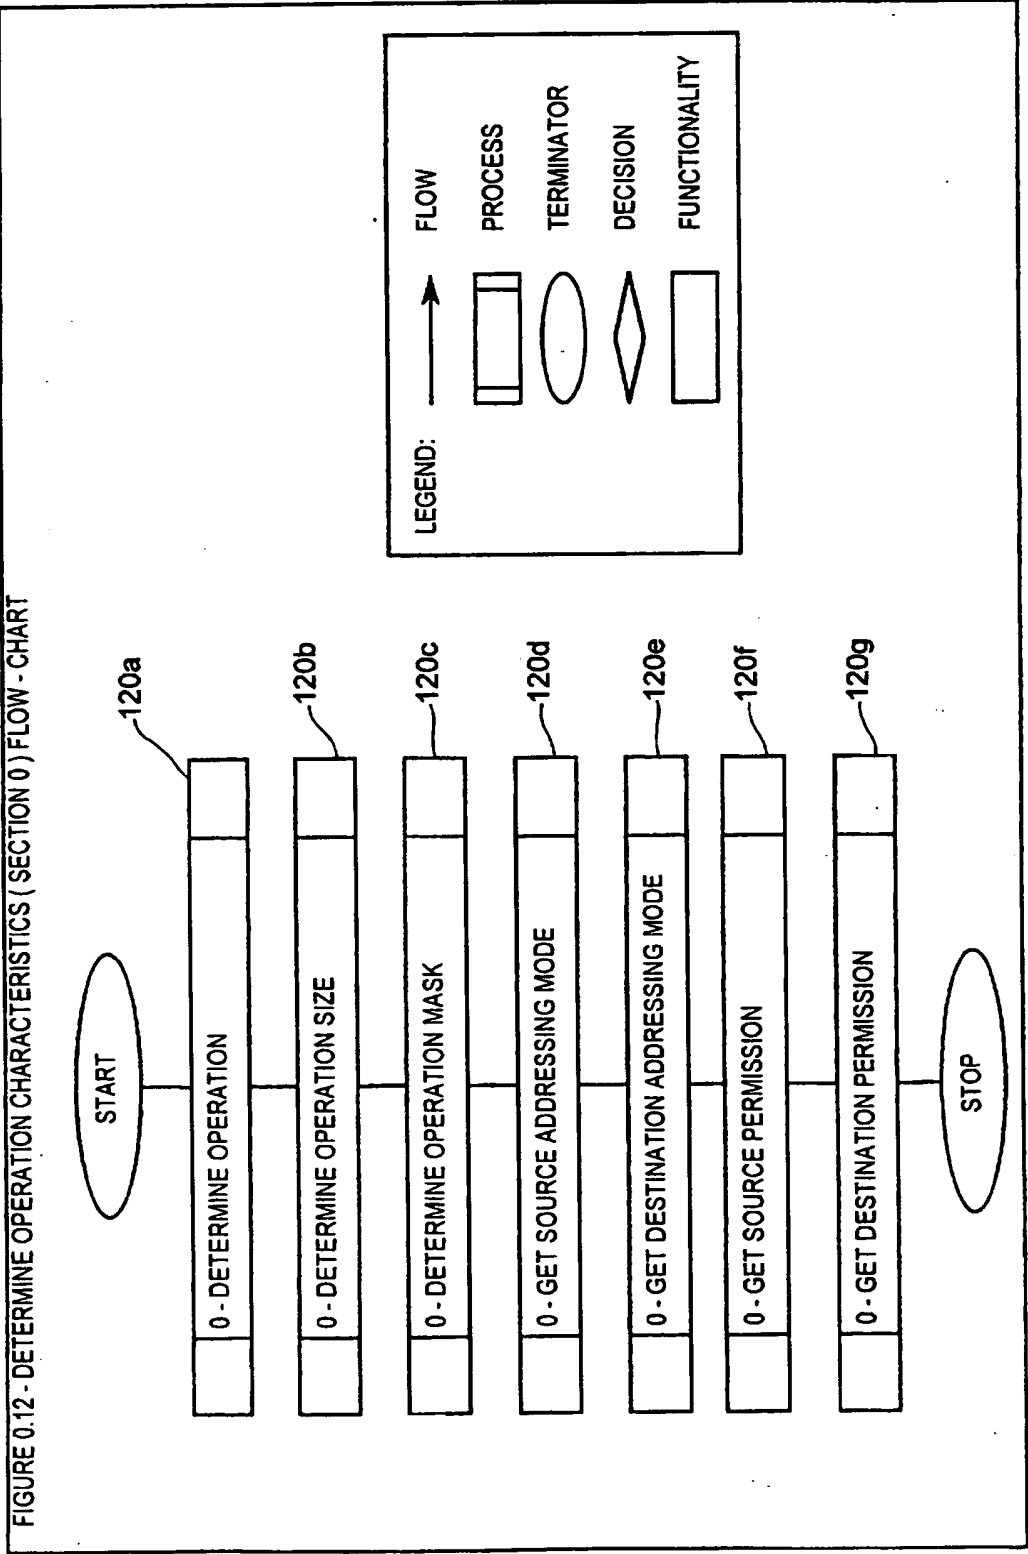 FIGURE 0.12 - DETERMINE OPERATION CHARACTERISTICS ( SECTION 0 ) FLOW - CHART
START
0 - DETERMINE OPERATION
120a
0 - DETERMINE OPERATION SIZE
120b
0 - DETERMINE OPERATION MASK
120c
0 - GET SOURCE ADDRESSING MODE
120d
0 - GET DESTINATION ADDRESSING MODE
120e
0 - GET SOURCE PERMISSION
120f
0 - GET DESTINATION PERMISSION
120g
STOP
LEGEND:
FLOW
PROCESS
TERMINATOR
DECISION
FUNCTIONALITY